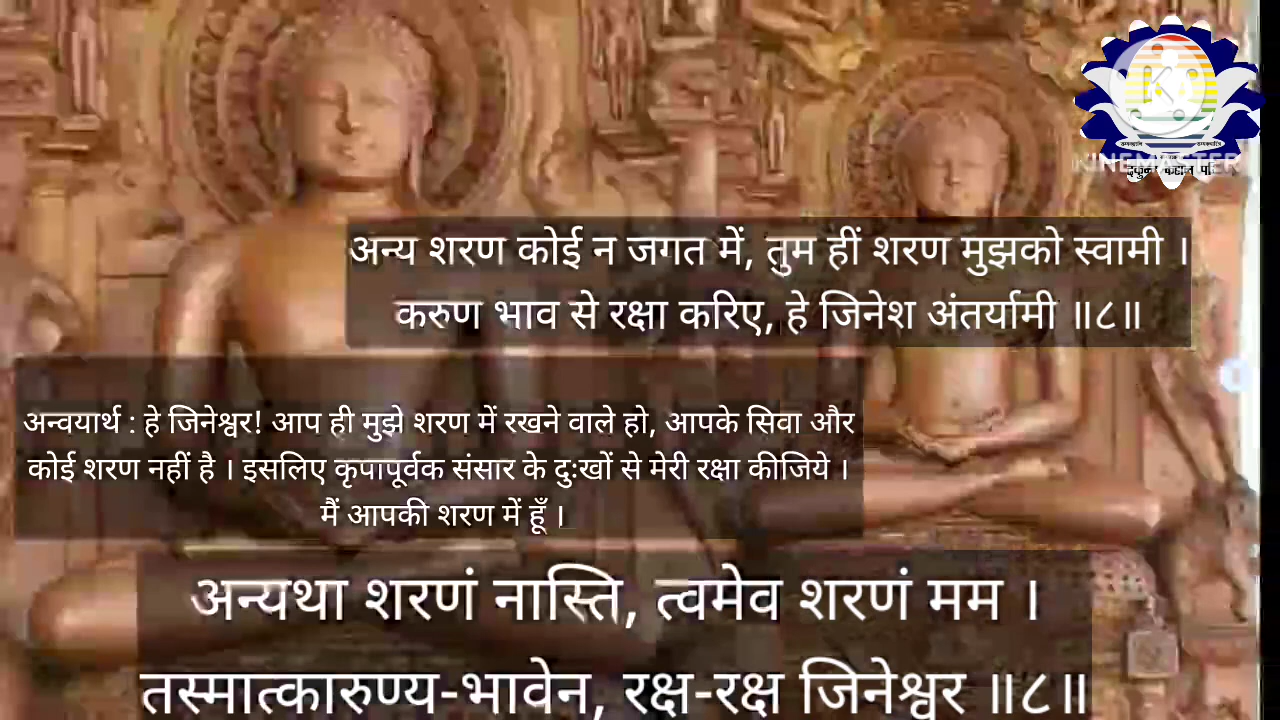 KINEMASTER
अन्य शरण कोई न जगत में, तुम हीं शरण मुझको स्वामी ।
करुण भाव से रक्षा करिए, हे जिनेश अंतर्यामी ॥८॥
अन्वयार्थ : हे जिनेश्वर! आप ही मुझे शरण में रखने वाले हो, आपके सिवा और
कोई शरण नहीं है । इसलिए कृपापूर्वक संसार के दुःखों से मेरी रक्षा कीजिये ।
मैं आपकी शरण में हूँ ।
अन्यथा शरणं नास्ति, त्वमेव शरणं मम ।
तस्मात्कारुण्य-भावेन, रक्ष-रक्ष जिनेश्वर ॥८॥